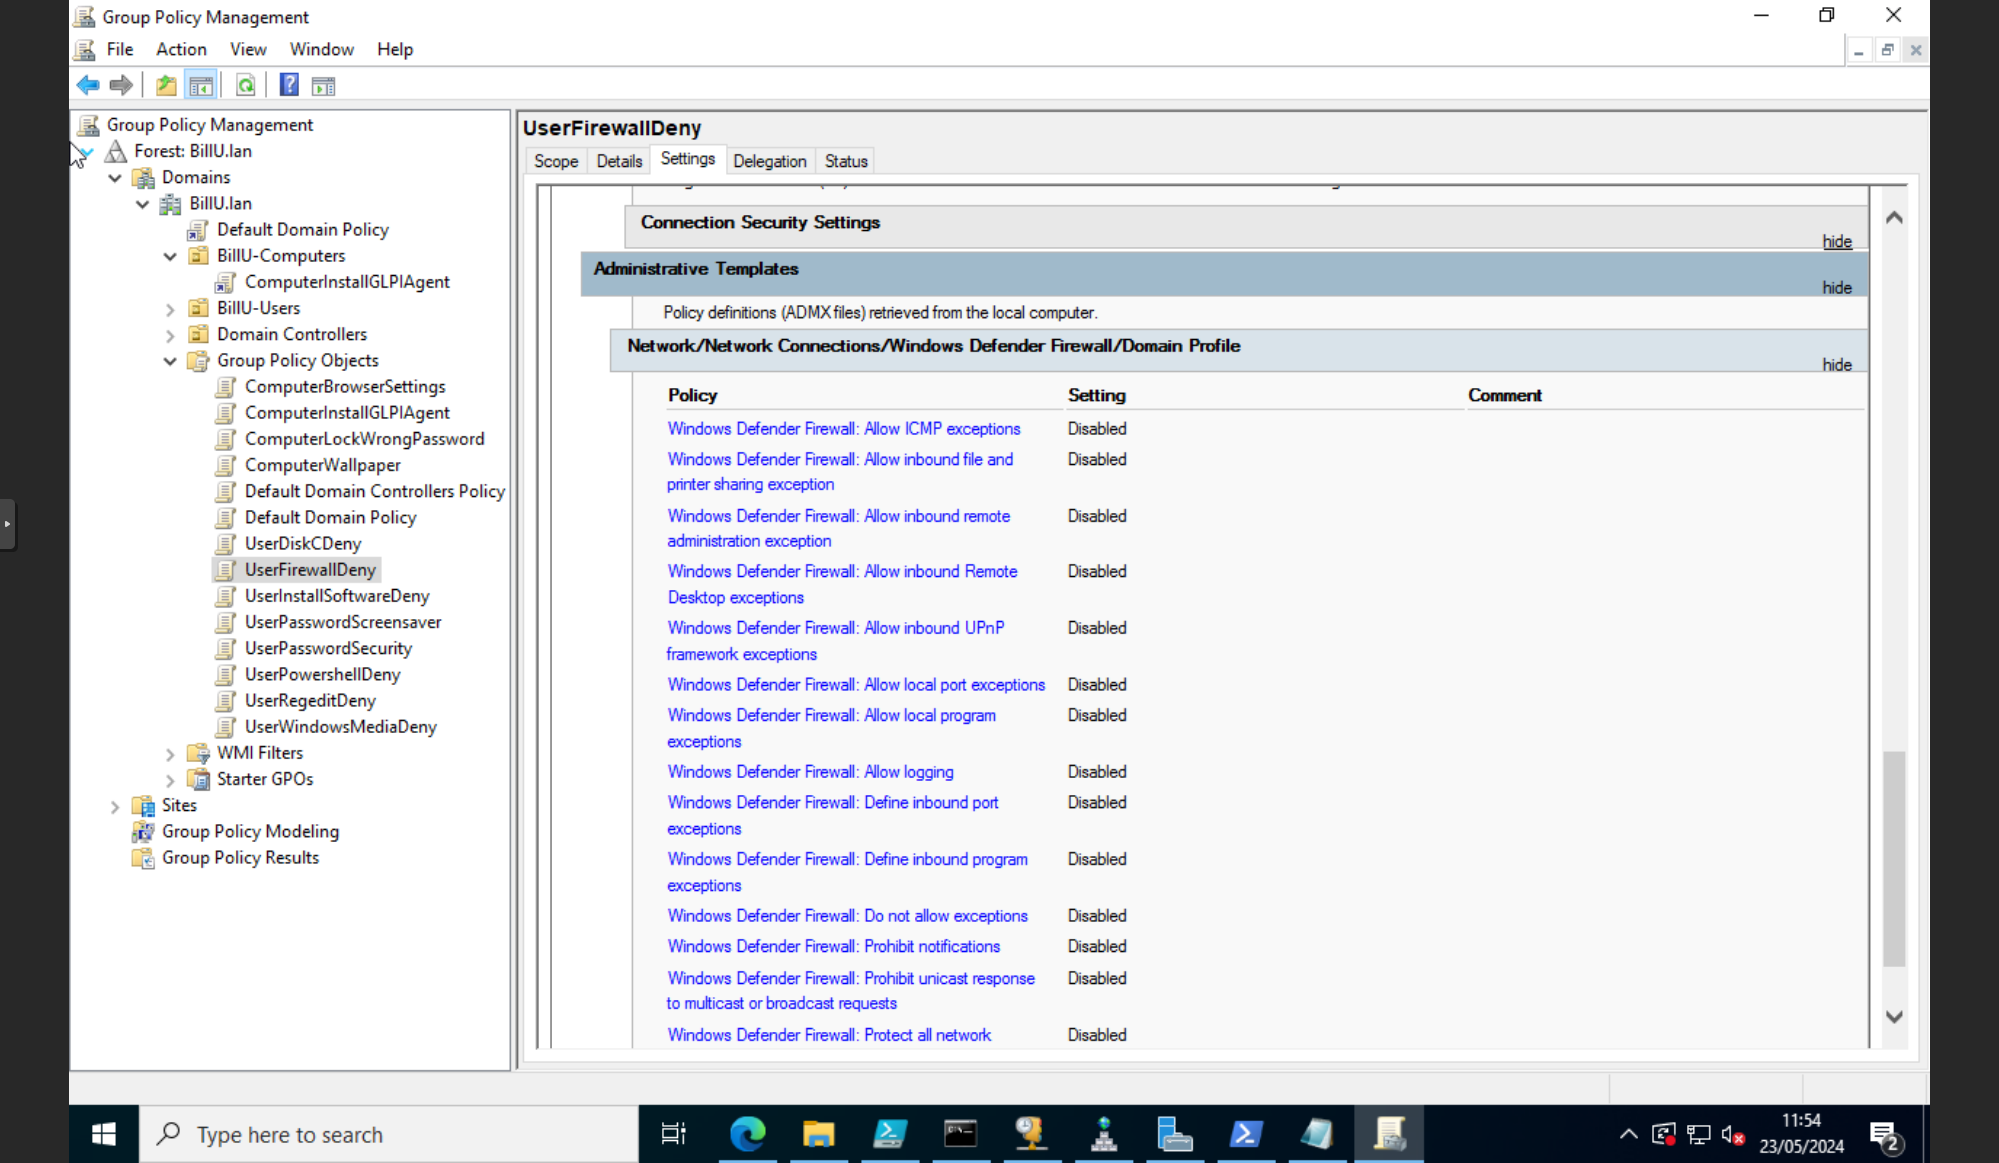 Group Policy Management
File Action View Window Help
Group Policy Management
Forest: BillU.lan
Domains
BillU.lan
Default Domain Policy
BillU-Computers
ComputerInstallGLPIAgent
BillU-Users
Domain Controllers
Group Policy Objects
ComputerBrowserSettings
ComputerInstallGLPIAgent
ComputerLockWrongPassword
ComputerWallpaper
Default Domain Controllers Policy
Default Domain Policy
UserDiskCDeny
UserFirewallDeny
UserInstallSoftwareDeny
UserPasswordScreensaver
UserPasswordSecurity
UserPowershellDeny
UserRegeditDeny
UserWindowsMediaDeny
WMI Filters
Starter GPOs
Sites
Group Policy Modeling
Group Policy Results
UserFirewallDeny
Scope Details Settings Delegation Status
Connection Security Settings
hide
Administrative Templates
hide
Policy definitions (ADMX files) retrieved from the local computer.
Network/Network Connections/Windows Defender Firewall/Domain Profile
hide
Policy Setting Comment
Windows Defender Firewall: Allow ICMP exceptions Disabled
Windows Defender Firewall: Allow inbound file and Disabled
printer sharing exception
Windows Defender Firewall: Allow inbound remote Disabled
administration exception
Windows Defender Firewall: Allow inbound Remote Disabled
Desktop exceptions
Windows Defender Firewall: Allow inbound UPnP Disabled
framework exceptions
Windows Defender Firewall: Allow local port exceptions Disabled
Windows Defender Firewall: Allow local program Disabled
exceptions
Windows Defender Firewall: Allow logging Disabled
Windows Defender Firewall: Define inbound port Disabled
exceptions
Windows Defender Firewall: Define inbound program Disabled
exceptions
Windows Defender Firewall: Do not allow exceptions Disabled
Windows Defender Firewall: Prohibit notifications Disabled
Windows Defender Firewall: Prohibit unicast response Disabled
to multicast or broadcast requests
Windows Defender Firewall: Protect all network Disabled
Type here to search
11:54
23/05/2024
2